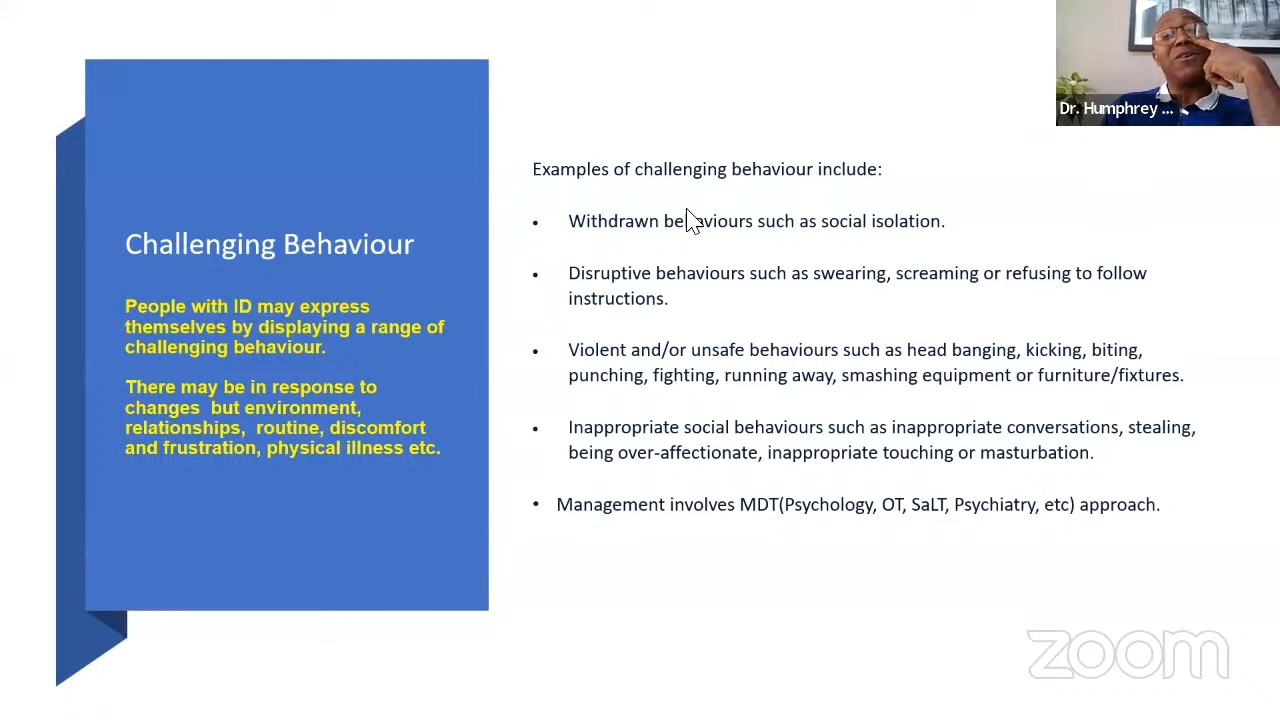 Dr. Humphrey ...
Challenging Behaviour
People with ID may express
themselves by displaying a range of
challenging behaviour.
There may be in response to
changes but environment,
relationships, routine, discomfort
and frustration, physical illness etc.
Examples of challenging behaviour include:
• Withdrawn behaviours such as social isolation.
• Disruptive behaviours such as swearing, screaming or refusing to follow
instructions.
• Violent and/or unsafe behaviours such as head banging, kicking, biting,
punching, fighting, running away, smashing equipment or furniture/fixtures.
• Inappropriate social behaviours such as inappropriate conversations, stealing,
being over-affectionate, inappropriate touching or masturbation.
• Management involves MDT(Psychology, OT, SaLT, Psychiatry, etc) approach.
zoom